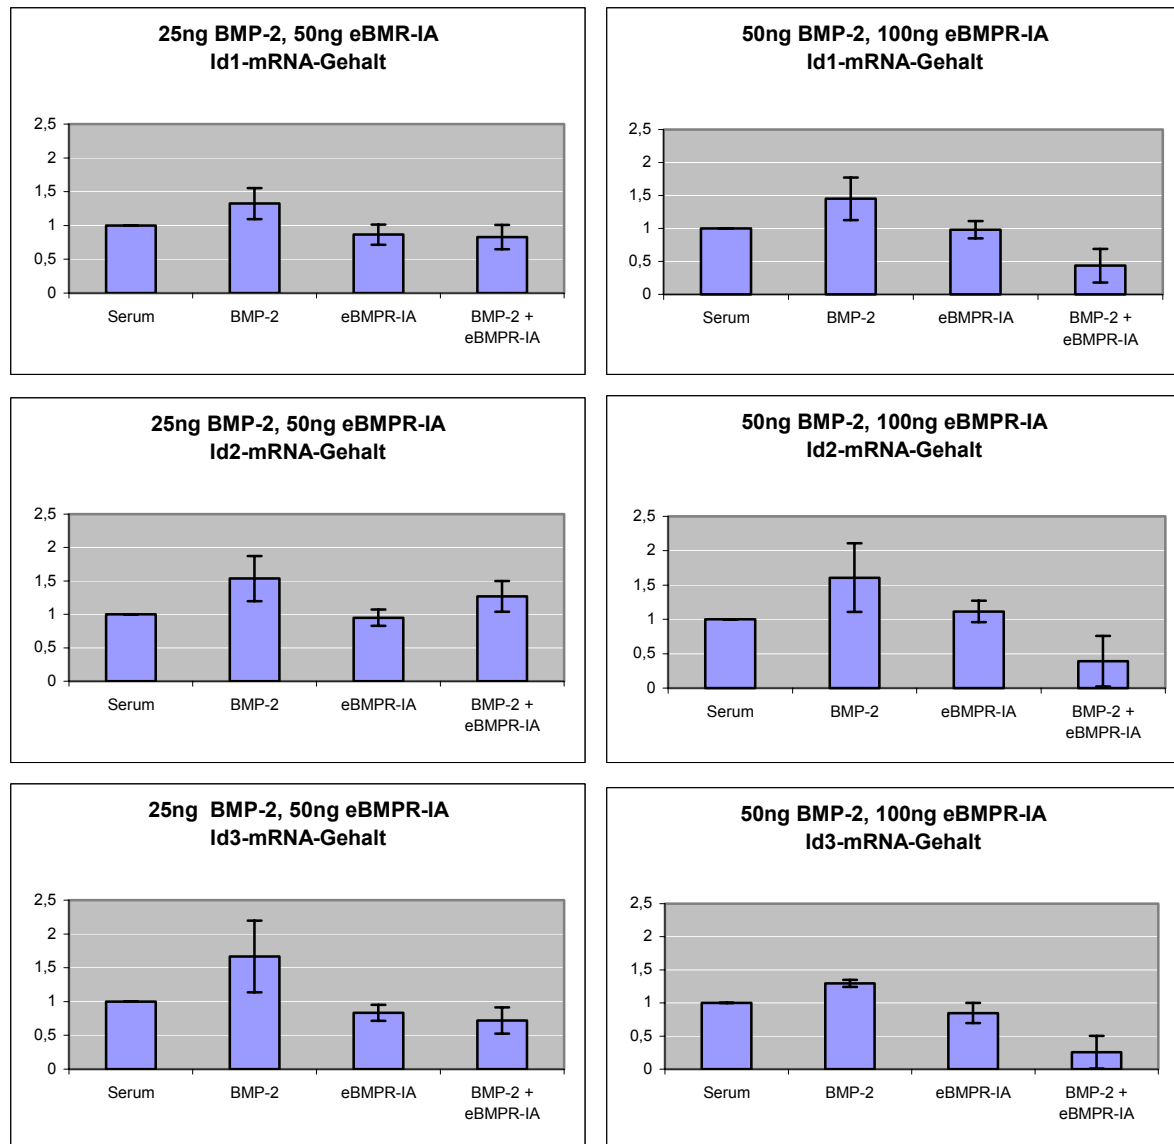 25ng BMP-2, 50ng eBMR-IA
Id1-mRNA-Gehalt
2,5
2
1,5
1
0,5
0
Serum BMP-2 eBMPR-IA BMP-2 +
eBMPR-IA
50ng BMP-2, 100ng eBMPR-IA
Id1-mRNA-Gehalt
2,5
2
1,5
1
0,5
0
Serum BMP-2 eBMPR-IA BMP-2 +
eBMPR-IA
25ng BMP-2, 50ng eBMPR-IA
Id2-mRNA-Gehalt
2,5
2
1,5
1
0,5
0
Serum BMP-2 eBMPR-IA BMP-2 +
eBMPR-IA
50ng BMP-2, 100ng eBMPR-IA
Id2-mRNA-Gehalt
2,5
2
1,5
1
0,5
0
Serum BMP-2 eBMPR-IA BMP-2 +
eBMPR-IA
25ng  BMP-2, 50ng eBMPR-IA
Id3-mRNA-Gehalt
2,5
2
1,5
1
0,5
0
Serum BMP-2 eBMPR-IA BMP-2 +
eBMPR-IA
50ng BMP-2, 100ng eBMPR-IA
Id3-mRNA-Gehalt
2,5
2
1,5
1
0,5
0
Serum BMP-2 eBMPR-IA BMP-2 +
eBMPR-IA